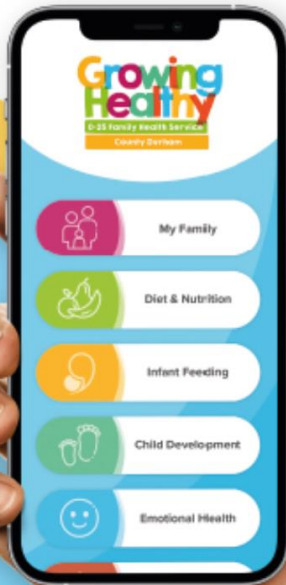 Growing
Healthy
0-25 Family Health Service
County Durham
My Family
Diet & Nutrition
Infant Feeding
Child Development
Emotional Health